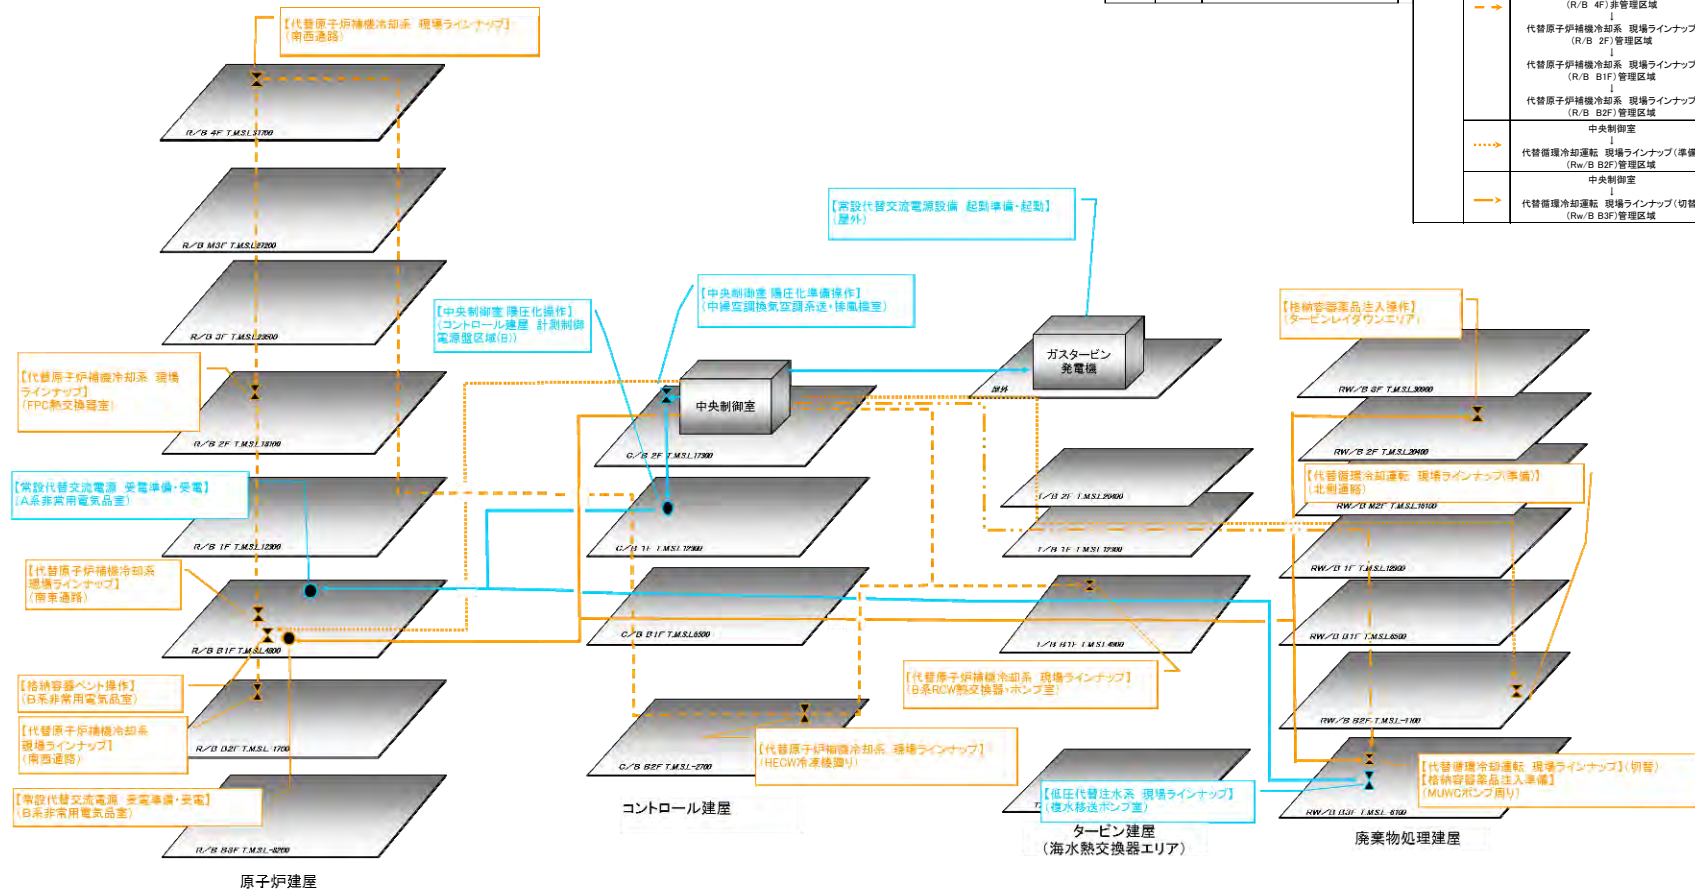 【代替原子炉補機冷却系 現場ラインナップ】
(南西通路)
R/B 4F T.M.S.L.31700
R/B M3F T.M.S.L.27200
R/B 3F T.M.S.L.23500
【代替原子炉補機冷却系 現場
ラインナップ】
(FPC熱交換器室)
R/B 2F T.M.S.L.18100
【常設代替交流電源 受電準備・受電】
(A系非常用電気品室)
R/B 1F T.M.S.L.12300
【代替原子炉補機冷却系
現場ラインナップ】
(南東通路)
R/B B1F T.M.S.L.4800
【格納容器ベント操作】
(B系非常用電気品室)
【代替原子炉補機冷却系
現場ラインナップ】
(南西通路)
R/B B2F T.M.S.L.-1700
【常設代替交流電源 受電準備・受電】
(B系非常用電気品室)
R/B B3F T.M.S.L.-8200
原子炉建屋
【中央制御室 陽圧化操作】
(コントロール建屋 計測制御
電源盤区域(B))
【中央制御室 陽圧化準備操作】
(中操空調換気空調系送・排風機室)
中央制御室
C/B 2F T.M.S.L.17300
C/B 1F T.M.S.L.12300
C/B B1F T.M.S.L.6500
C/B B2F T.M.S.L.-2700
【代替原子炉補機冷却系 現場ラインナップ】
(HECW冷凍機廻り)
コントロール建屋
【常設代替交流電源設備 起動準備・起動】
(屋外)
ガスタービン
発電機
屋外
T/B 2F T.M.S.L.20400
T/B 1F T.M.S.L.12300
T/B B1F T.M.S.L.4900
【代替原子炉補機冷却系 現場ラインナップ】
(B系RCW熱交換器・ポンプ室)
【低圧代替注水系 現場ラインナップ】
(復水移送ポンプ室)
タービン建屋
(海水熱交換器エリア)
【格納容器薬品注入操作】
(タービンレイダウンエリア)
RW/B 3F T.M.S.L.30900
RW/B 2F T.M.S.L.20400
【代替循環冷却運転 現場ラインナップ(準備)】
(北側通路)
RW/B M2F T.M.S.L.16100
RW/B 1F T.M.S.L.12300
RW/B B1F T.M.S.L.6500
RW/B B2F T.M.S.L.-1100
【代替循環冷却運転 現場ラインナップ】(切替)
【格納容器薬品注入準備】
(MUWCポンプ周り)
RW/B B3F T.M.S.L.-6100
廃棄物処理建屋
(R/B 4F)非管理区域
↓
代替原子炉補機冷却系 現場ラインナップ
(R/B 2F)管理区域
↓
代替原子炉補機冷却系 現場ラインナップ
(R/B B1F)管理区域
↓
代替原子炉補機冷却系 現場ラインナップ
(R/B B2F)管理区域
中央制御室
↓
代替循環冷却運転 現場ラインナップ(準備
(Rw/B B2F)管理区域
中央制御室
↓
代替循環冷却運転 現場ラインナップ(切替
(Rw/B B3F)管理区域